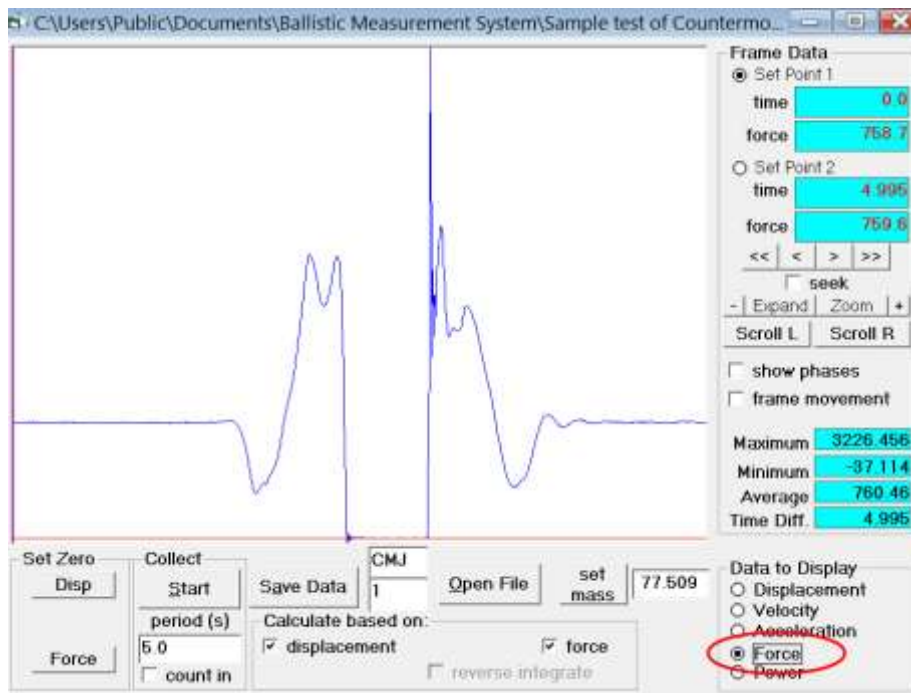 C:\Users\Public\Documents\Ballistic Measurement System\Sample test of Countermo...
Frame Data
Set Point 1
time 0.0
force 758.7
Set Point 2
time 4.995
force 759.6
<< < > >>
seek
- Expand Zoom +
Scroll L Scroll R
show phases
frame movement
Maximum 3226.456
Minimum -37.114
Average 760.46
Time Diff. 4.995
Set Zero
Disp
Force
Collect
Start
period (s)
5.0
count in
Save Data
CMJ
1
Open File
set mass 77.509
Calculate based on:
displacement force
reverse integrate
Data to Display
Displacement
Velocity
Acceleration
Force
Power